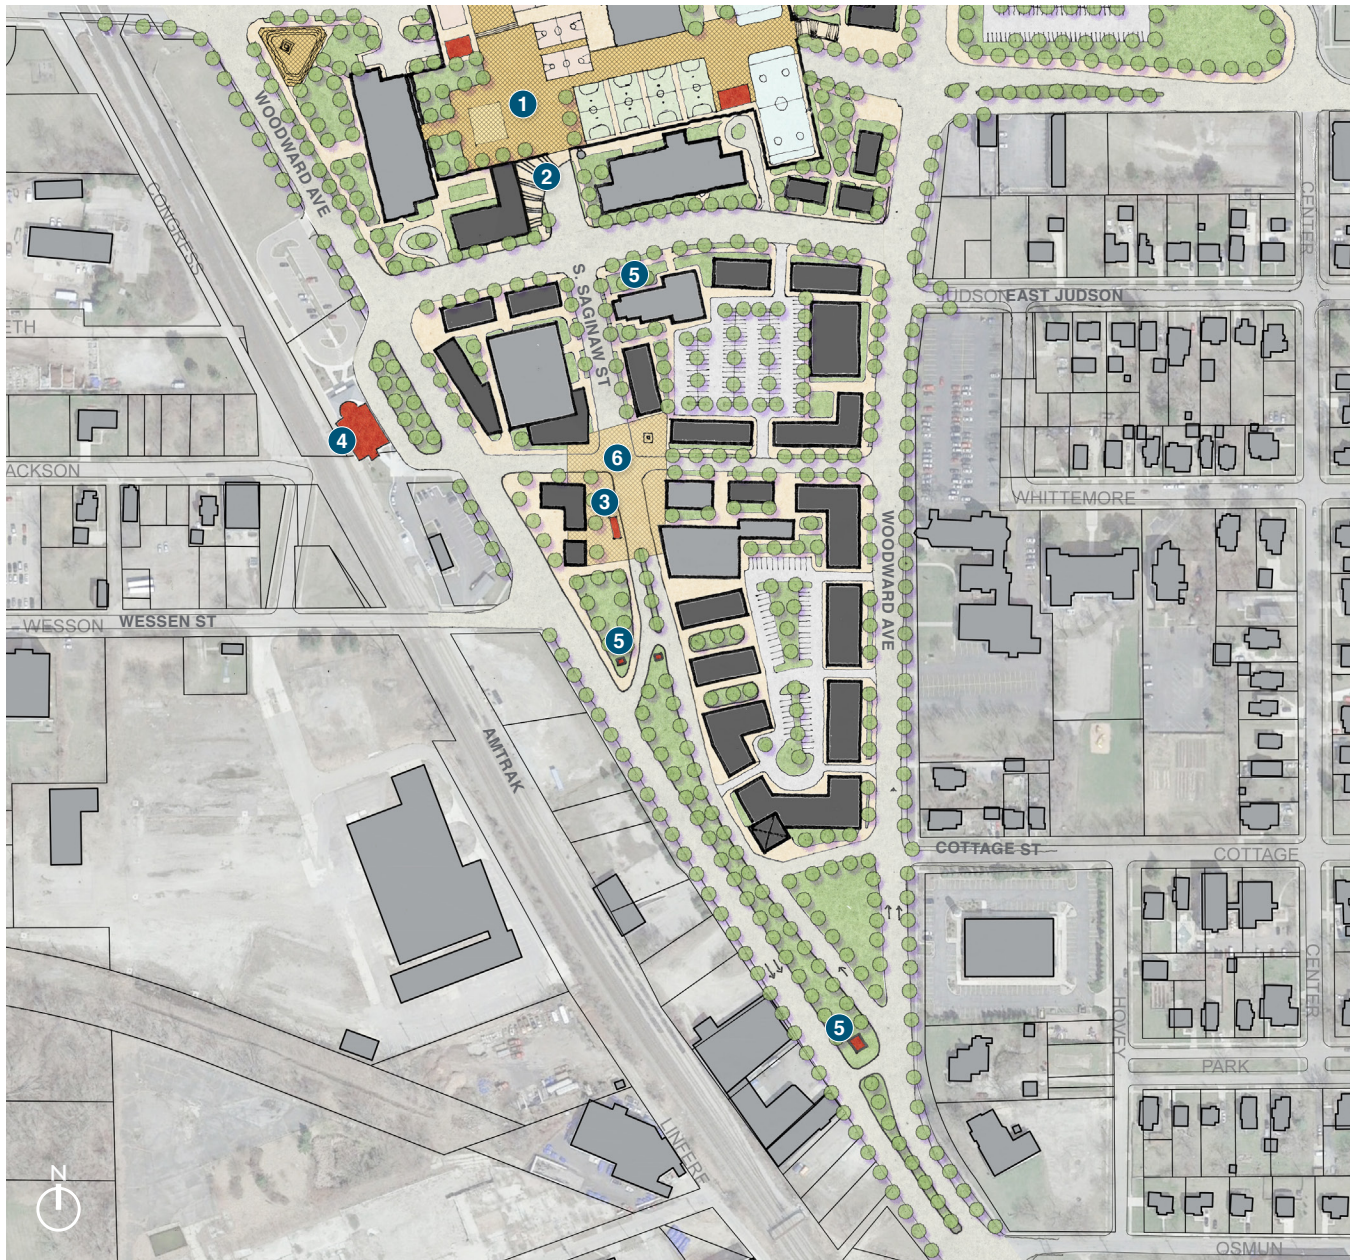 1
2
WOODWARD AVE
CONGRESS
CENTER
5
S. SAGINAW ST
JUDSON
EAST JUDSON
ETH
4
6
ACKSON
3
WHITTEMORE
WOODWARD AVE
WESSON
WESSEN ST
5
AMTRAK
COTTAGE ST
COTTAGE
CENTER
HOVEY
5
PARK
LINFERE
N
OSMUN